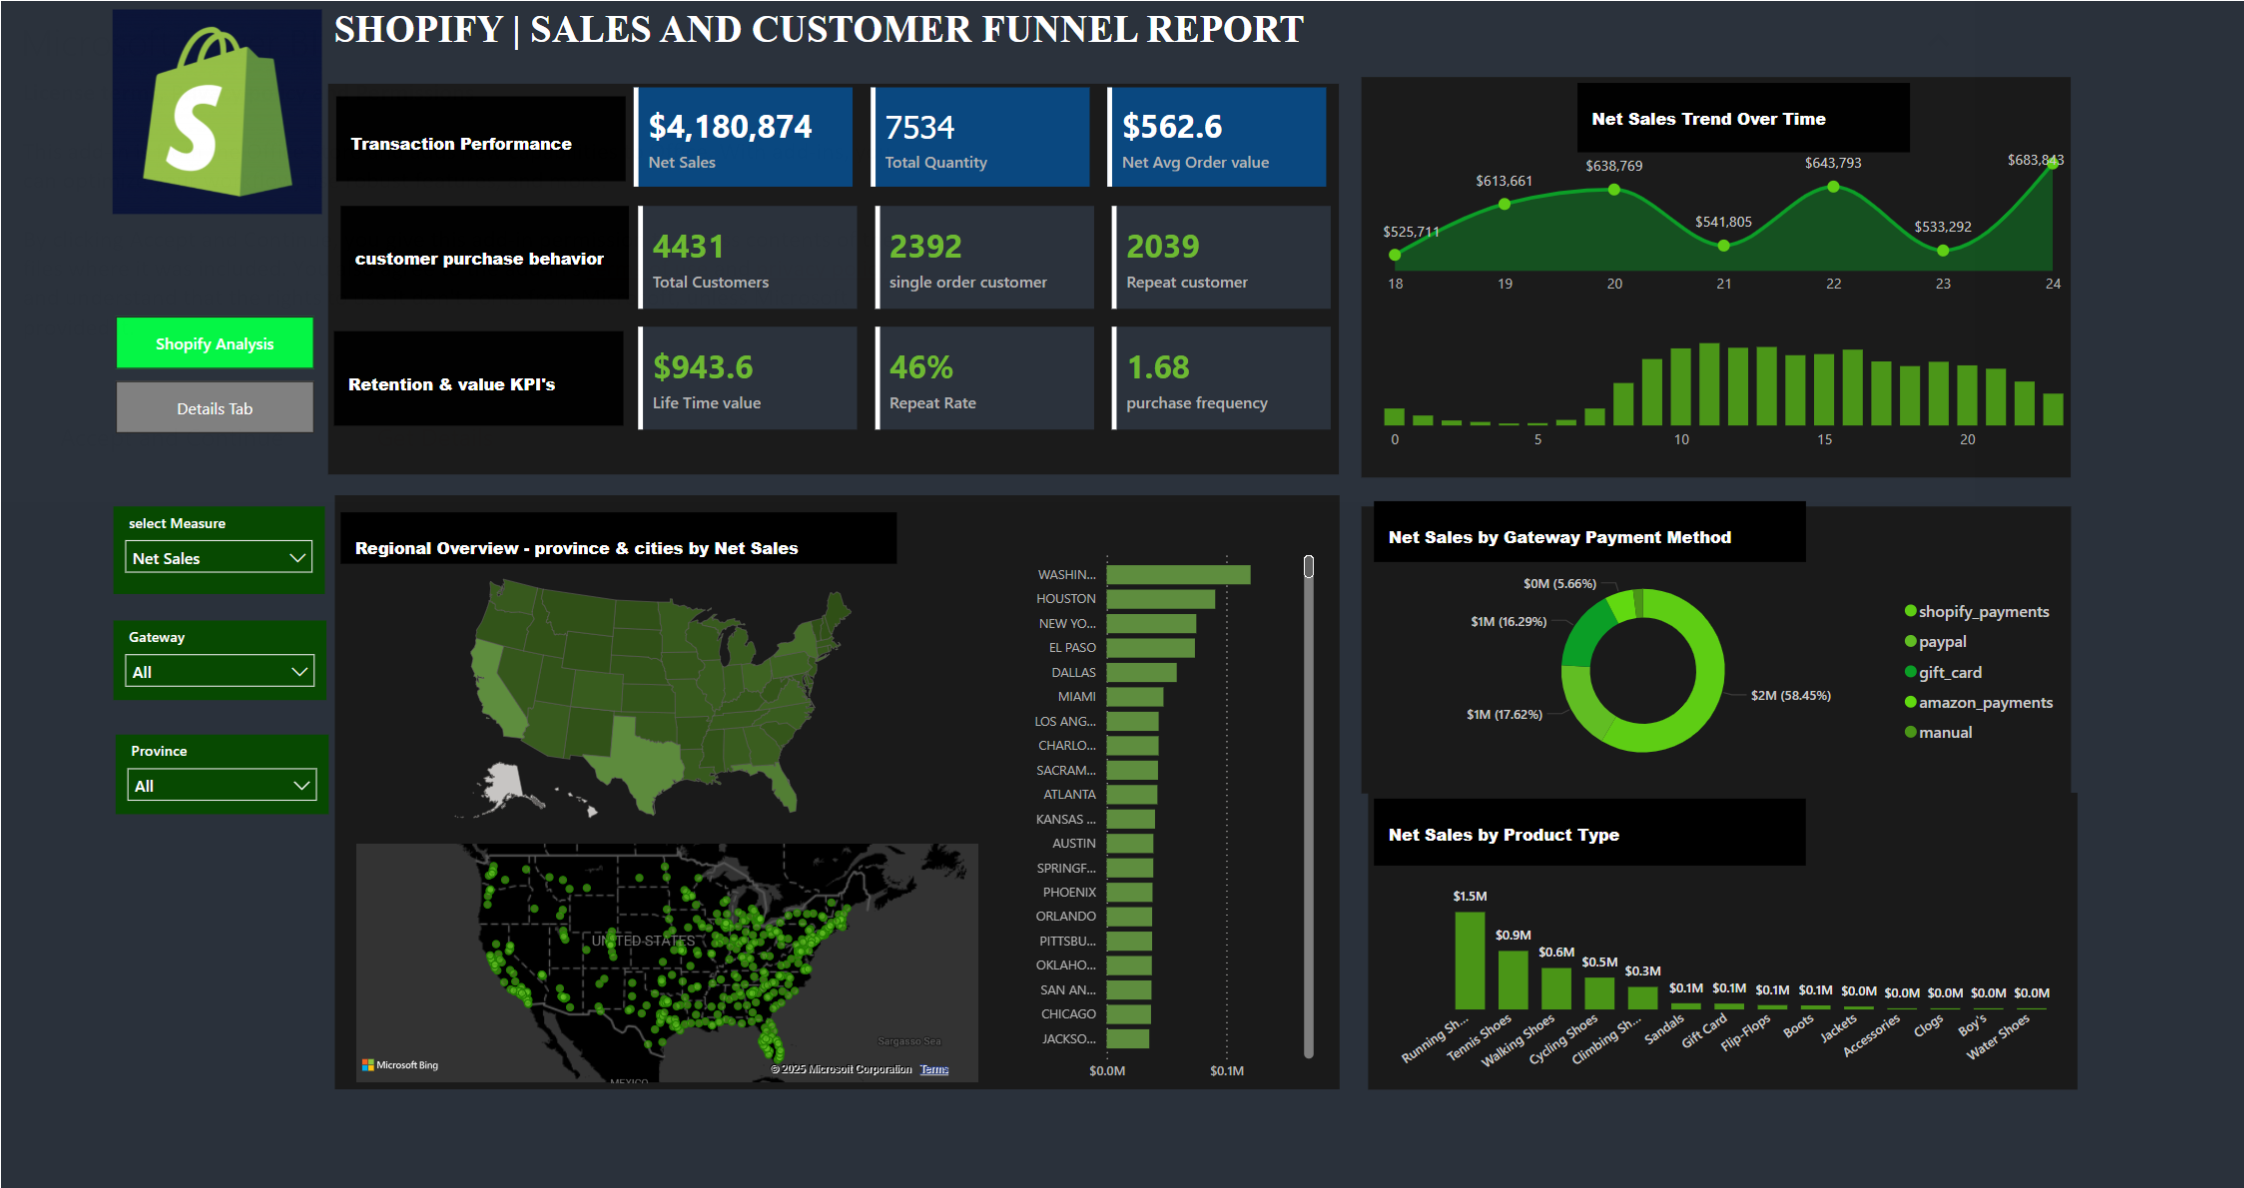 SHOPIFY | SALES AND CUSTOMER FUNNEL REPORT
S
Transaction Performance
$4,180,874
Net Sales
7534
Total Quantity
$562.6
Net Avg Order value
customer purchase behavior
4431
Total Customers
2392
single order customer
2039
Repeat customer
Retention & value KPI's
$943.6
Life Time value
46%
Repeat Rate
1.68
purchase frequency
Shopify Analysis
Details Tab
select Measure
Net Sales
Gateway
All
Province
All
Net Sales Trend Over Time
$525,711
$613,661
$638,769
$541,805
$643,793
$533,292
$683,843
18 19 20 21 22 23 24
0 5 10 15 20
Regional Overview - province & cities by Net Sales
UNITED STATES
Sargasso Sea
MEXICO
Microsoft Bing
© 2025 Microsoft Corporation Terms
WASHIN...
HOUSTON
NEW YO...
EL PASO
DALLAS
MIAMI
LOS ANG...
CHARLO...
SACRAM...
ATLANTA
KANSAS ...
AUSTIN
SPRINGF...
PHOENIX
ORLANDO
PITTSBU...
OKLAHO...
SAN AN...
CHICAGO
JACKSO...
$0.0M $0.1M
Net Sales by Gateway Payment Method
$0M (5.66%)
$1M (16.29%)
$1M (17.62%)
$2M (58.45%)
shopify_payments
paypal
gift_card
amazon_payments
manual
Net Sales by Product Type
$1.5M
$0.9M
$0.6M
$0.5M
$0.3M
$0.1M
$0.1M
$0.1M
$0.1M
$0.0M
$0.0M
$0.0M
$0.0M
$0.0M
Running Sh...
Tennis Shoes
Walking Shoes
Cycling Shoes
Climbing Sh...
Sandals
Gift Card
Flip-Flops
Boots
Jackets
Accessories
Clogs
Boy's
Water Shoes